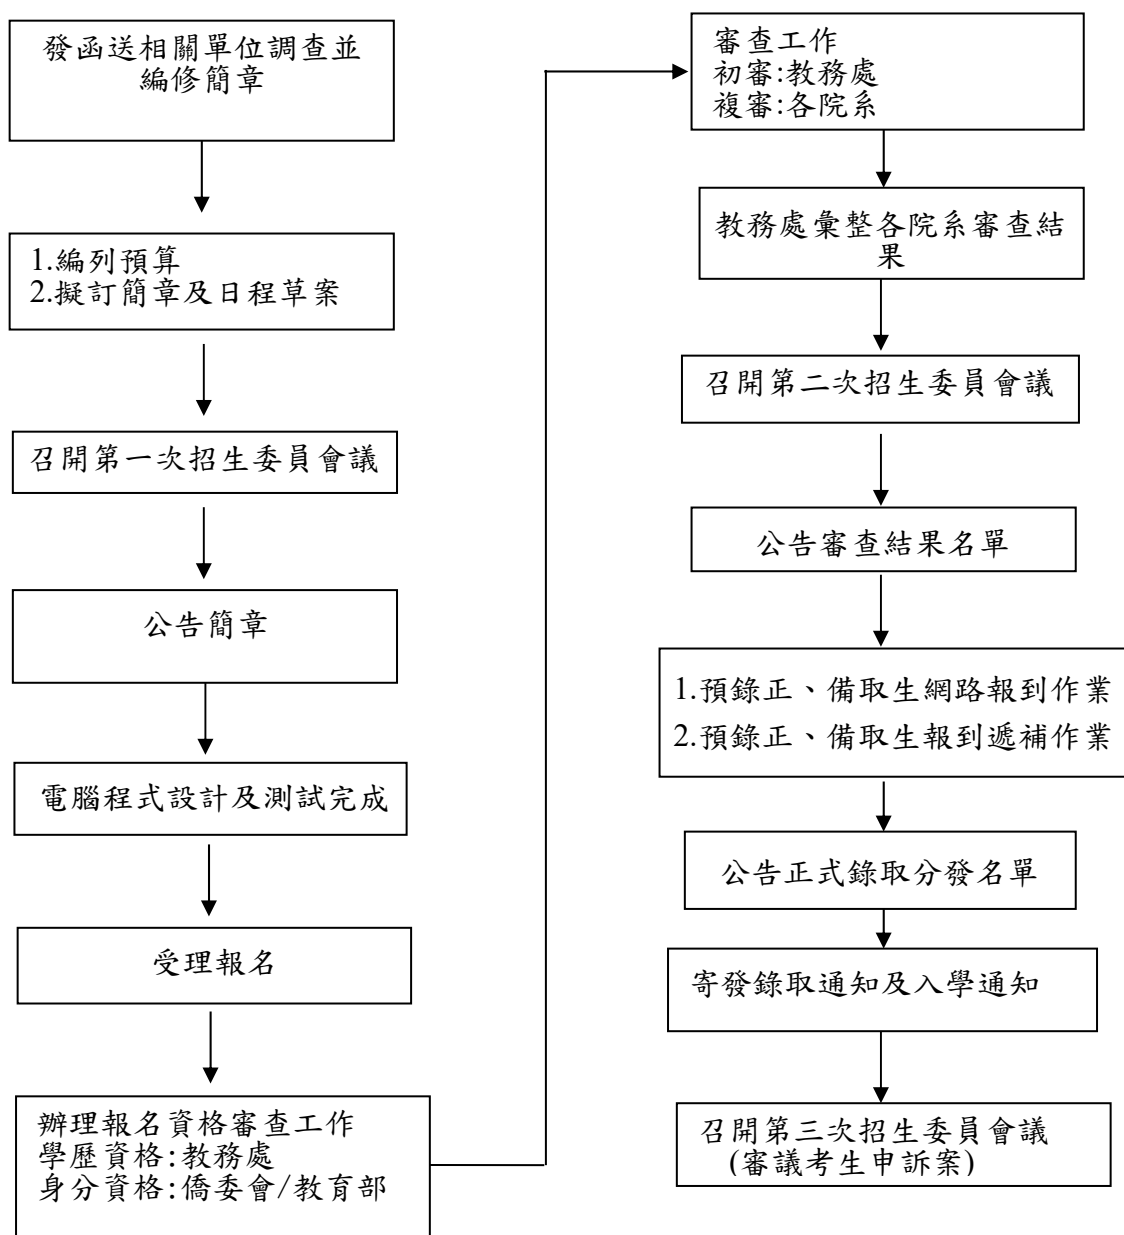 發函送相關單位調查並
編修簡章
1.編列預算
2.擬訂簡章及日程草案
召開第一次招生委員會議
公告簡章
電腦程式設計及測試完成
受理報名
辦理報名資格審查工作
學歷資格:教務處
身分資格:僑委會/教育部
審查工作
初審:教務處
複審:各院系
教務處彙整各院系審查結
果
召開第二次招生委員會議
公告審查結果名單
1.預錄正、備取生網路報到作業
2.預錄正、備取生報到遞補作業
公告正式錄取分發名單
寄發錄取通知及入學通知
召開第三次招生委員會議
(審議考生申訴案)